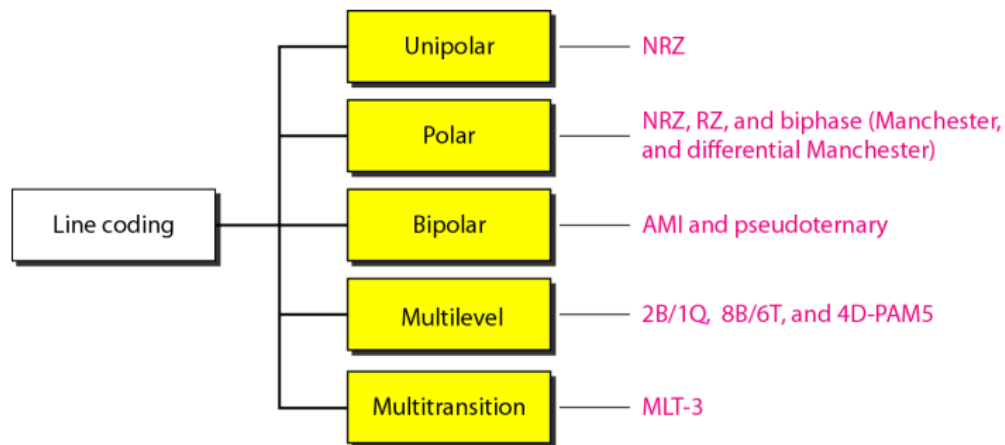 Unipolar
NRZ
Polar
NRZ, RZ, and biphase (Manchester,
and differential Manchester)
Line coding
Bipolar
AMI and pseudoternary
Multilevel
2B/1Q, 8B/6T, and 4D-PAM5
Multitransition
MLT-3